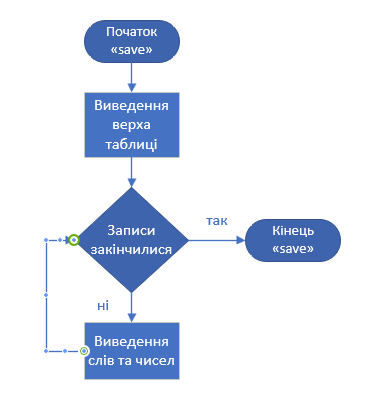 Початок
«save»
Виведення
верха
таблиці
Записи
закінчилися
так
Кінець
«save»
ні
Виведення
слів та чисел